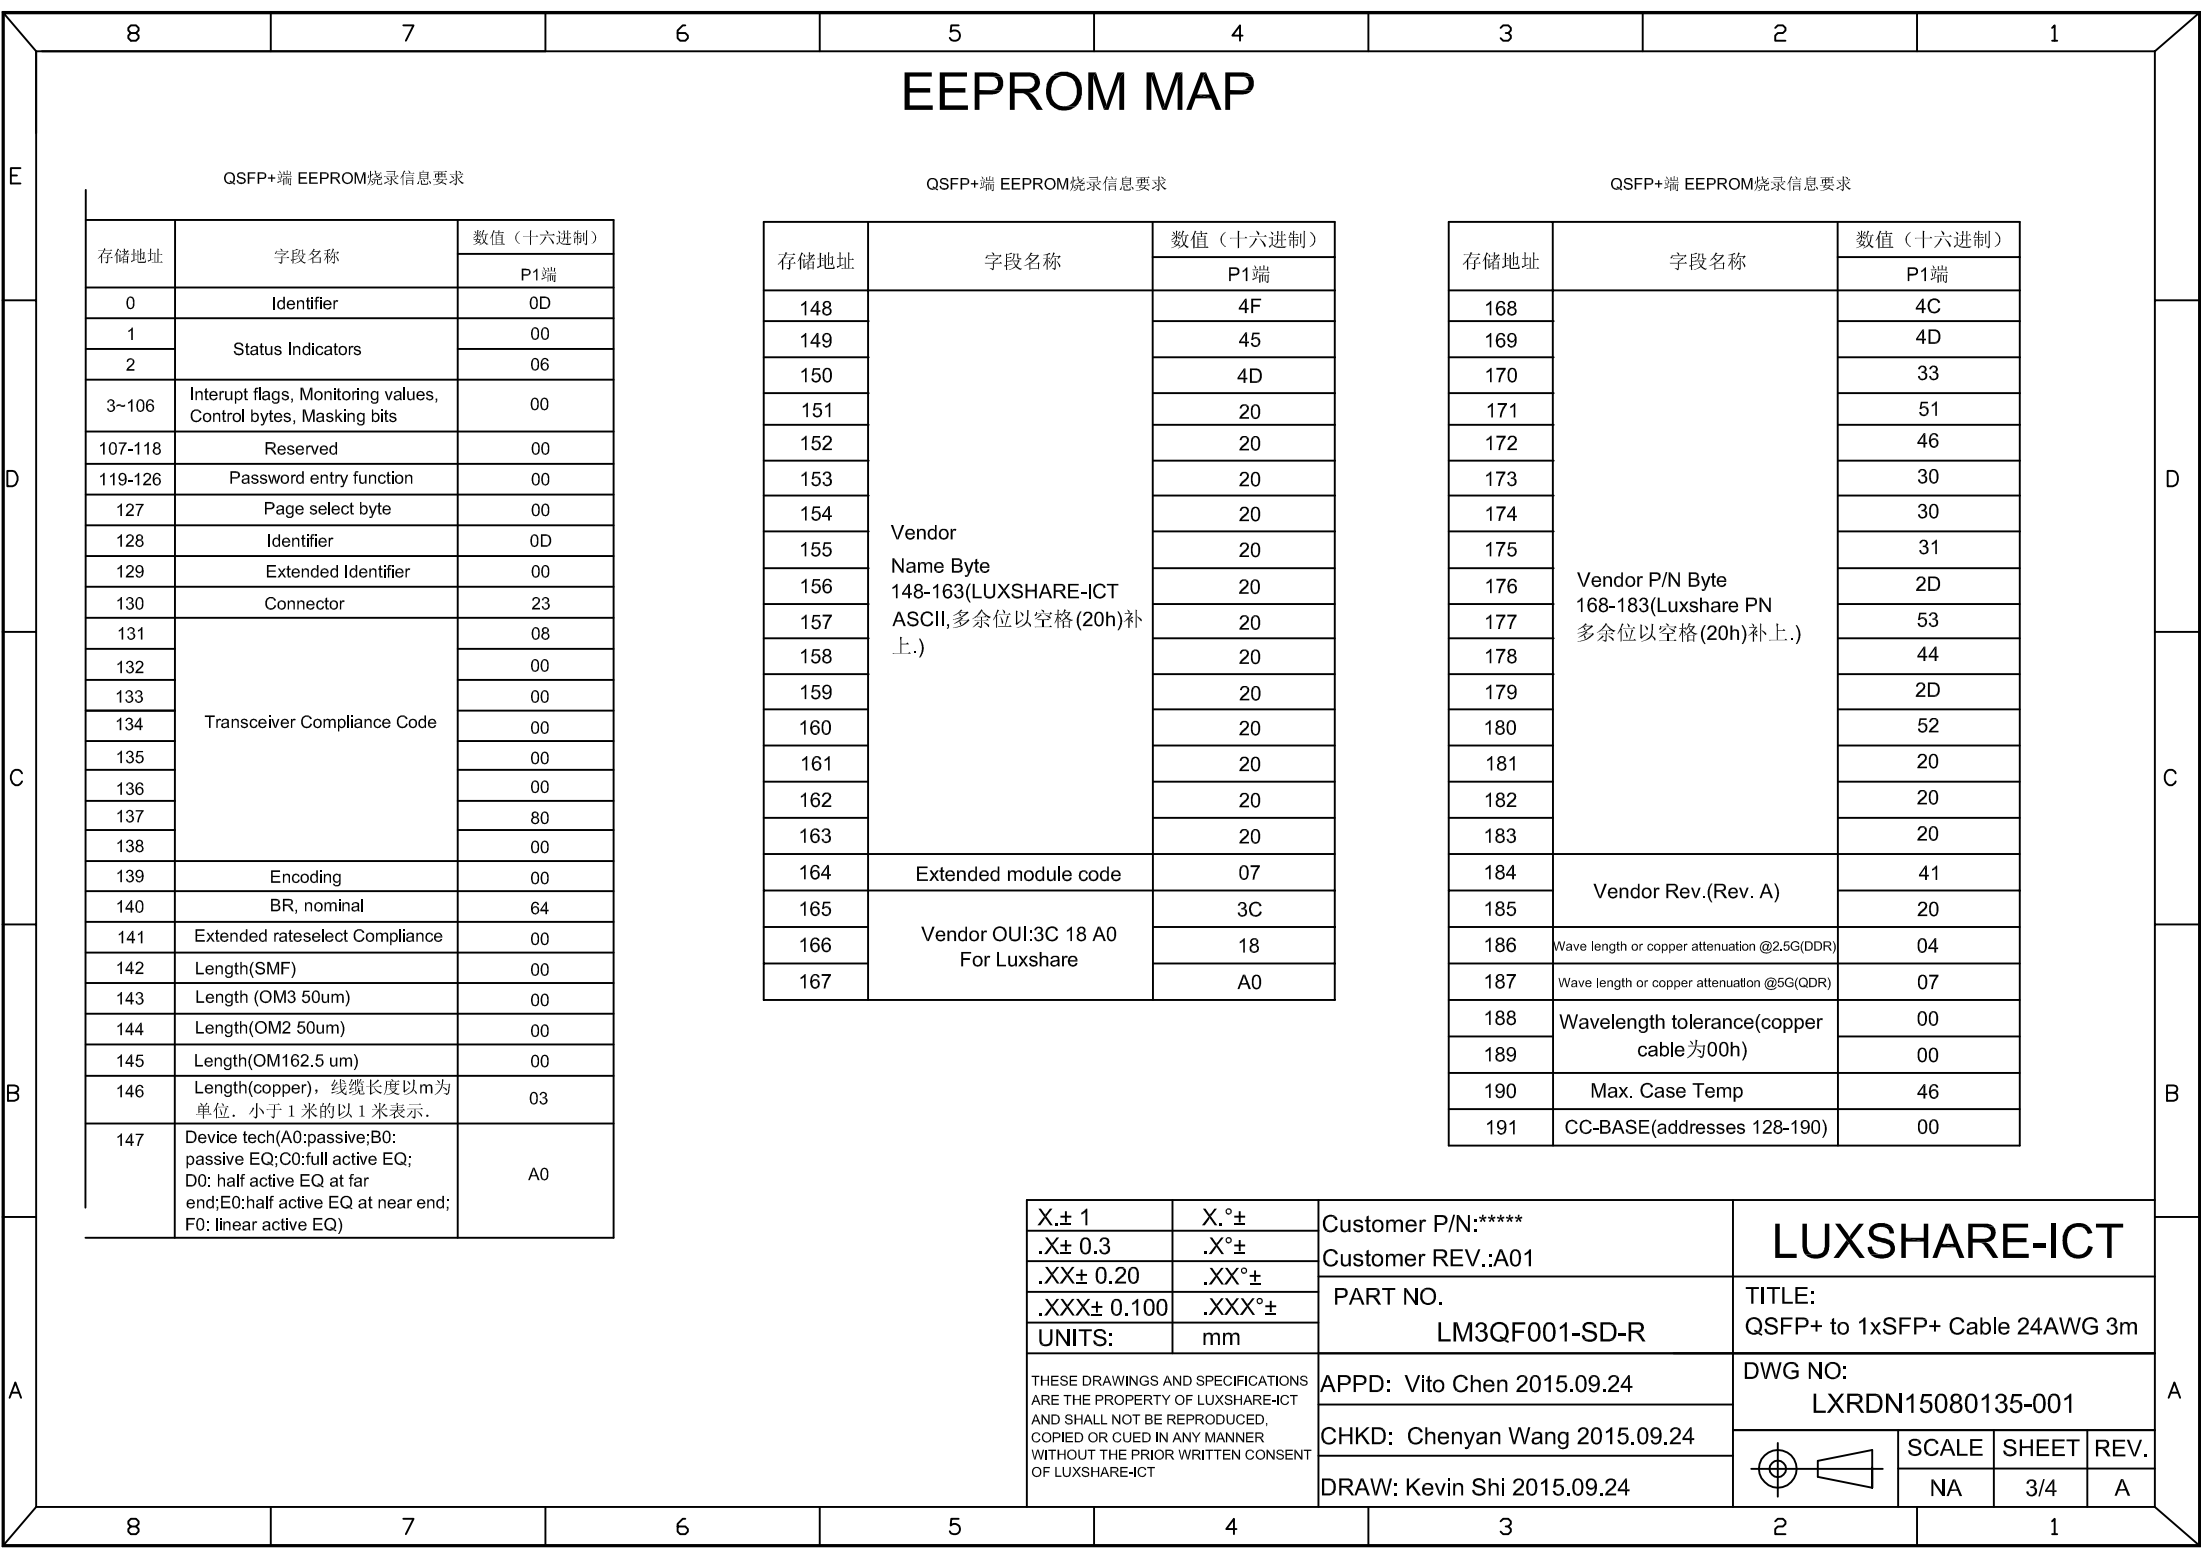 8 7 6 5 4 3 2 1
EEPROM MAP
E
D
C
B
A
QSFP+端 EEPROM烧录信息要求
存储地址 字段名称 数值（十六进制）
P1端
0 Identifier 0D
1 Status Indicators 00
2 06
3~106 Interupt flags, Monitoring values,
Control bytes, Masking bits 00
107-118 Reserved 00
119-126 Password entry function 00
127 Page select byte 00
128 Identifier 0D
129 Extended Identifier 00
130 Connector 23
131 Transceiver Compliance Code 08
132 00
133 00
134 00
135 00
136 00
137 80
138 00
139 Encoding 00
140 BR, nominal 64
141 Extended rateselect Compliance 00
142 Length(SMF) 00
143 Length (OM3 50um) 00
144 Length(OM2 50um) 00
145 Length(OM162.5 um) 00
146 Length(copper)，线缆长度以m为
单位．小于１米的以１米表示． 03
147 Device tech(A0:passive;B0:
passive EQ;C0:full active EQ;
D0: half active EQ at far
end;E0:half active EQ at near end;
F0: linear active EQ) A0
QSFP+端 EEPROM烧录信息要求
存储地址 字段名称 数值（十六进制）
P1端
148 4F
149 45
150 4D
151 20
152 20
153 20
154 20
155 20
156 20
157 20
158 20
159 20
160 20
161 20
162 20
163 20
Vendor
Name Byte
148-163(LUXSHARE-ICT
ASCII,多余位以空格(20h)补
上.)
164 Extended module code 07
165 3C
166 18
167 A0
Vendor OUI:3C 18 A0
For Luxshare
QSFP+端 EEPROM烧录信息要求
存储地址 字段名称 数值（十六进制）
P1端
168 4C
169 4D
170 33
171 51
172 46
173 30
174 30
175 31
176 2D
177 53
178 44
179 2D
180 52
181 20
182 20
183 20
Vendor P/N Byte
168-183(Luxshare PN
多余位以空格(20h)补上.)
184 Vendor Rev.(Rev. A) 41
185 20
186 Wave length or copper attenuation @2.5G(DDR) 04
187 Wave length or copper attenuation @5G(QDR) 07
188 00
189 00
Wavelength tolerance(copper
cable为00h)
190 Max. Case Temp 46
191 CC-BASE(addresses 128-190) 00
X.± 1 X.°±
.X± 0.3 .X°±
.XX± 0.20 .XX°±
.XXX± 0.100 .XXX°±
UNITS: mm
THESE DRAWINGS AND SPECIFICATIONS
ARE THE PROPERTY OF LUXSHARE-ICT
AND SHALL NOT BE REPRODUCED,
COPIED OR CUED IN ANY MANNER
WITHOUT THE PRIOR WRITTEN CONSENT
OF LUXSHARE-ICT
Customer P/N:*****
Customer REV.:A01
PART NO.
LM3QF001-SD-R
APPD: Vito Chen 2015.09.24
CHKD: Chenyan Wang 2015.09.24
DRAW: Kevin Shi 2015.09.24
LUXSHARE-ICT
TITLE:
QSFP+ to 1xSFP+ Cable 24AWG 3m
DWG NO:
LXRDN15080135-001
SCALE SHEET REV.
NA 3/4 A
D
C
B
A
8 7 6 5 4 3 2 1